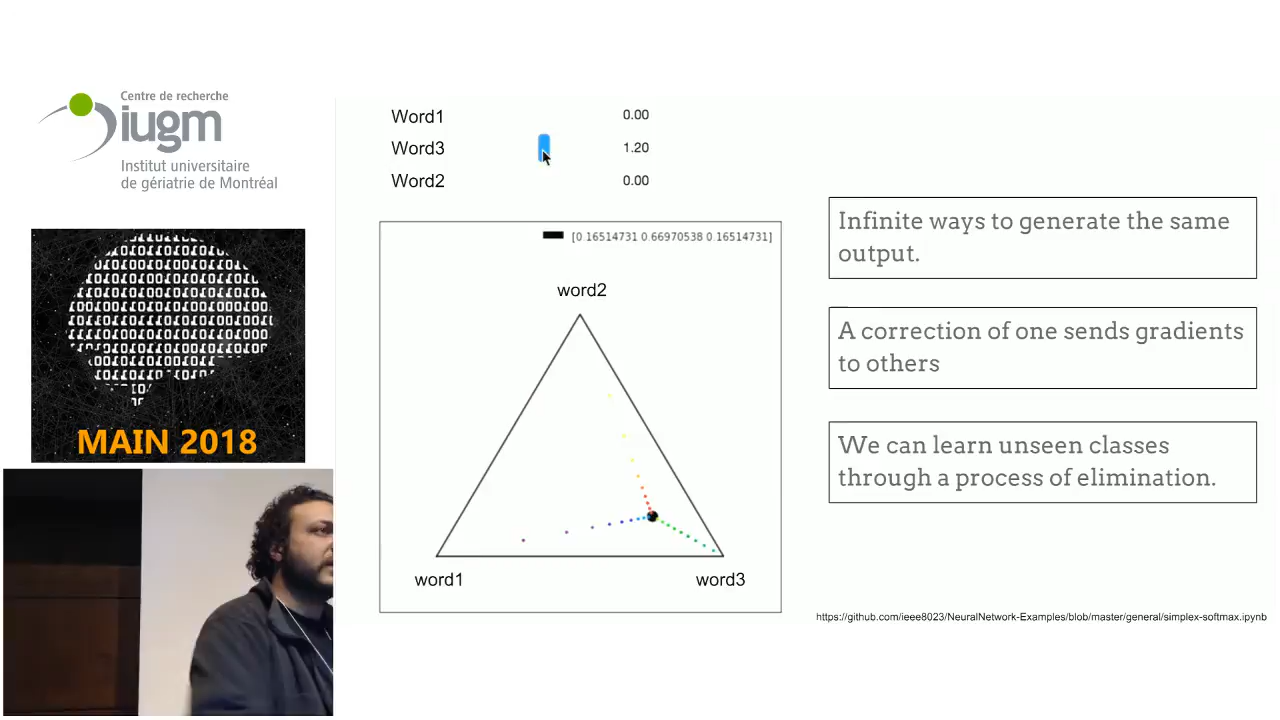 Centre de recherche
iugm
Institut universitaire
de gériatrie de Montréal
MAIN 2018
Word1 0.00
Word3 1.20
Word2 0.00
[0.16514731 0.66970538 0.16514731]
word2
word1
word3
Infinite ways to generate the same
output.
A correction of one sends gradients
to others
We can learn unseen classes
through a process of elimination.
https://github.com/ieee8023/NeuralNetwork-Examples/blob/master/general/simplex-softmax.ipynb